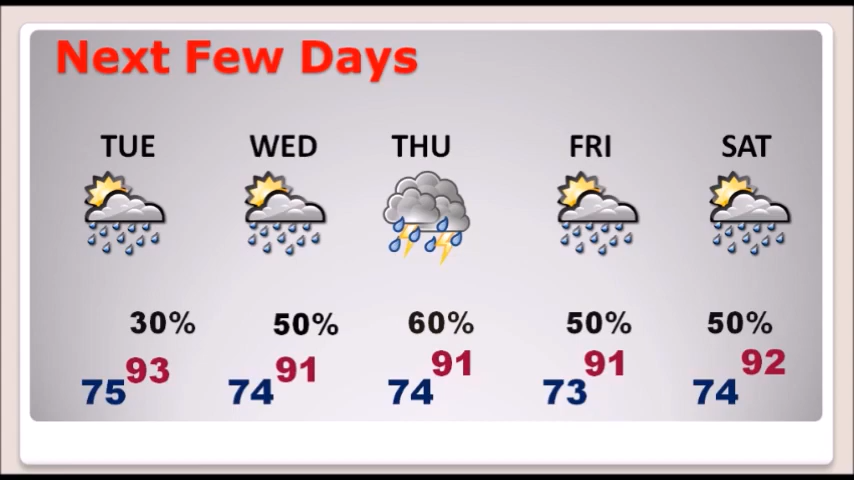 Next Few Days
TUE WED THU FRI SAT
30% 50% 60% 50% 50%
93 91 91 91 92
75 74 74 73 74